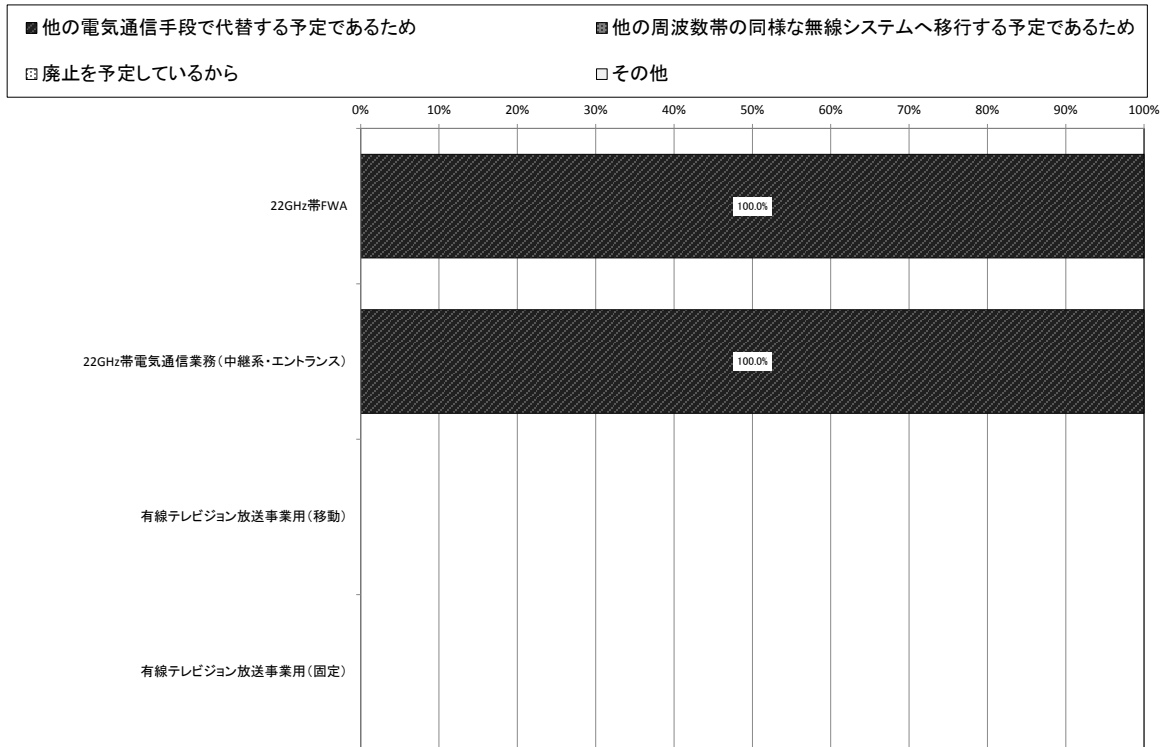 他の電気通信手段で代替する予定であるため 他の周波数帯の同様な無線システムへ移行する予定であるため
廃止を予定しているから その他
0% 10% 20% 30% 40% 50% 60% 70% 80% 90% 100%
22GHz帯FWA 100.0%
22GHz帯電気通信業務（中継系・エントランス） 100.0%
有線テレビジョン放送事業用（移動）
有線テレビジョン放送事業用（固定）